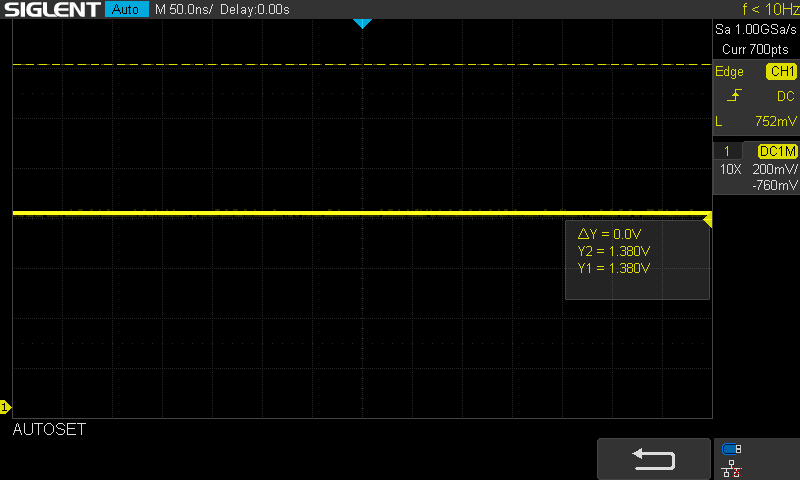 SIGLENT Auto M 50.0ns/ Delay:0.00s f < 10Hz
Sa 1.00GSa/s
Curr 700pts
Edge CH1
DC
L 752mV
1 DC1M
10X 200mV/
-760mV
△Y = 0.0V
Y2 = 1.380V
Y1 = 1.380V
1
AUTOSET